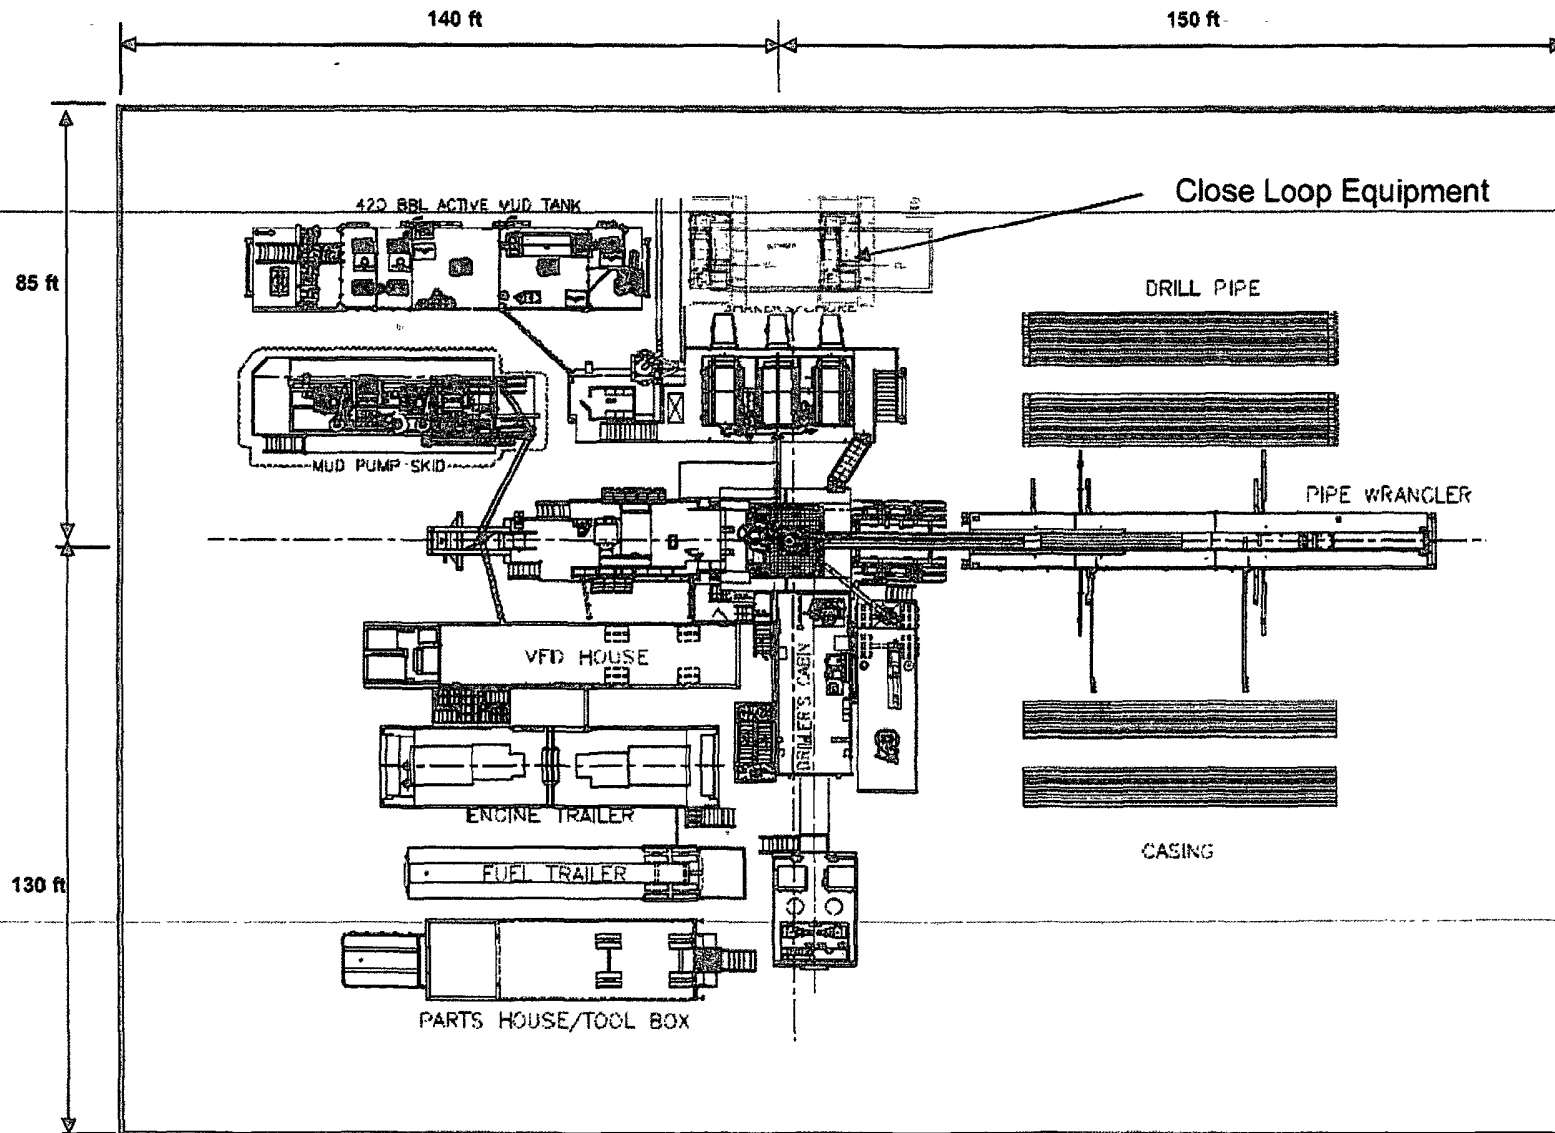 140 ft
150 ft
420 BBL ACTIVE MUD TANK
Close Loop Equipment
85 ft
DRILL PIPE
MUD PUMP SKID
PIPE WRANGLER
VFD HOUSE
DRILLER'S CABIN
ENGINE TRAILER
CASING
FUEL TRAILER
130 ft
PARTS HOUSE/TOOL BOX